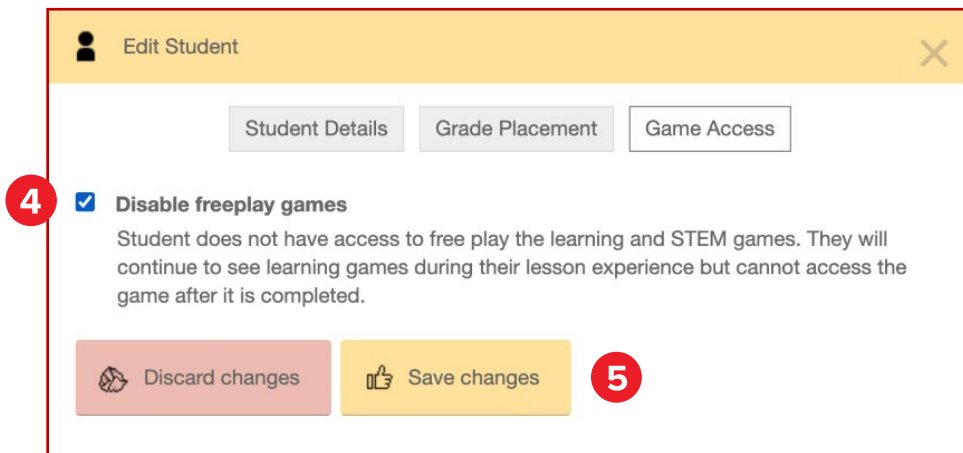 Edit Student
Student Details Grade Placement Game Access
4 Disable freeplay games
Student does not have access to free play the learning and STEM games. They will
continue to see learning games during their lesson experience but cannot access the
game after it is completed.
Discard changes Save changes 5